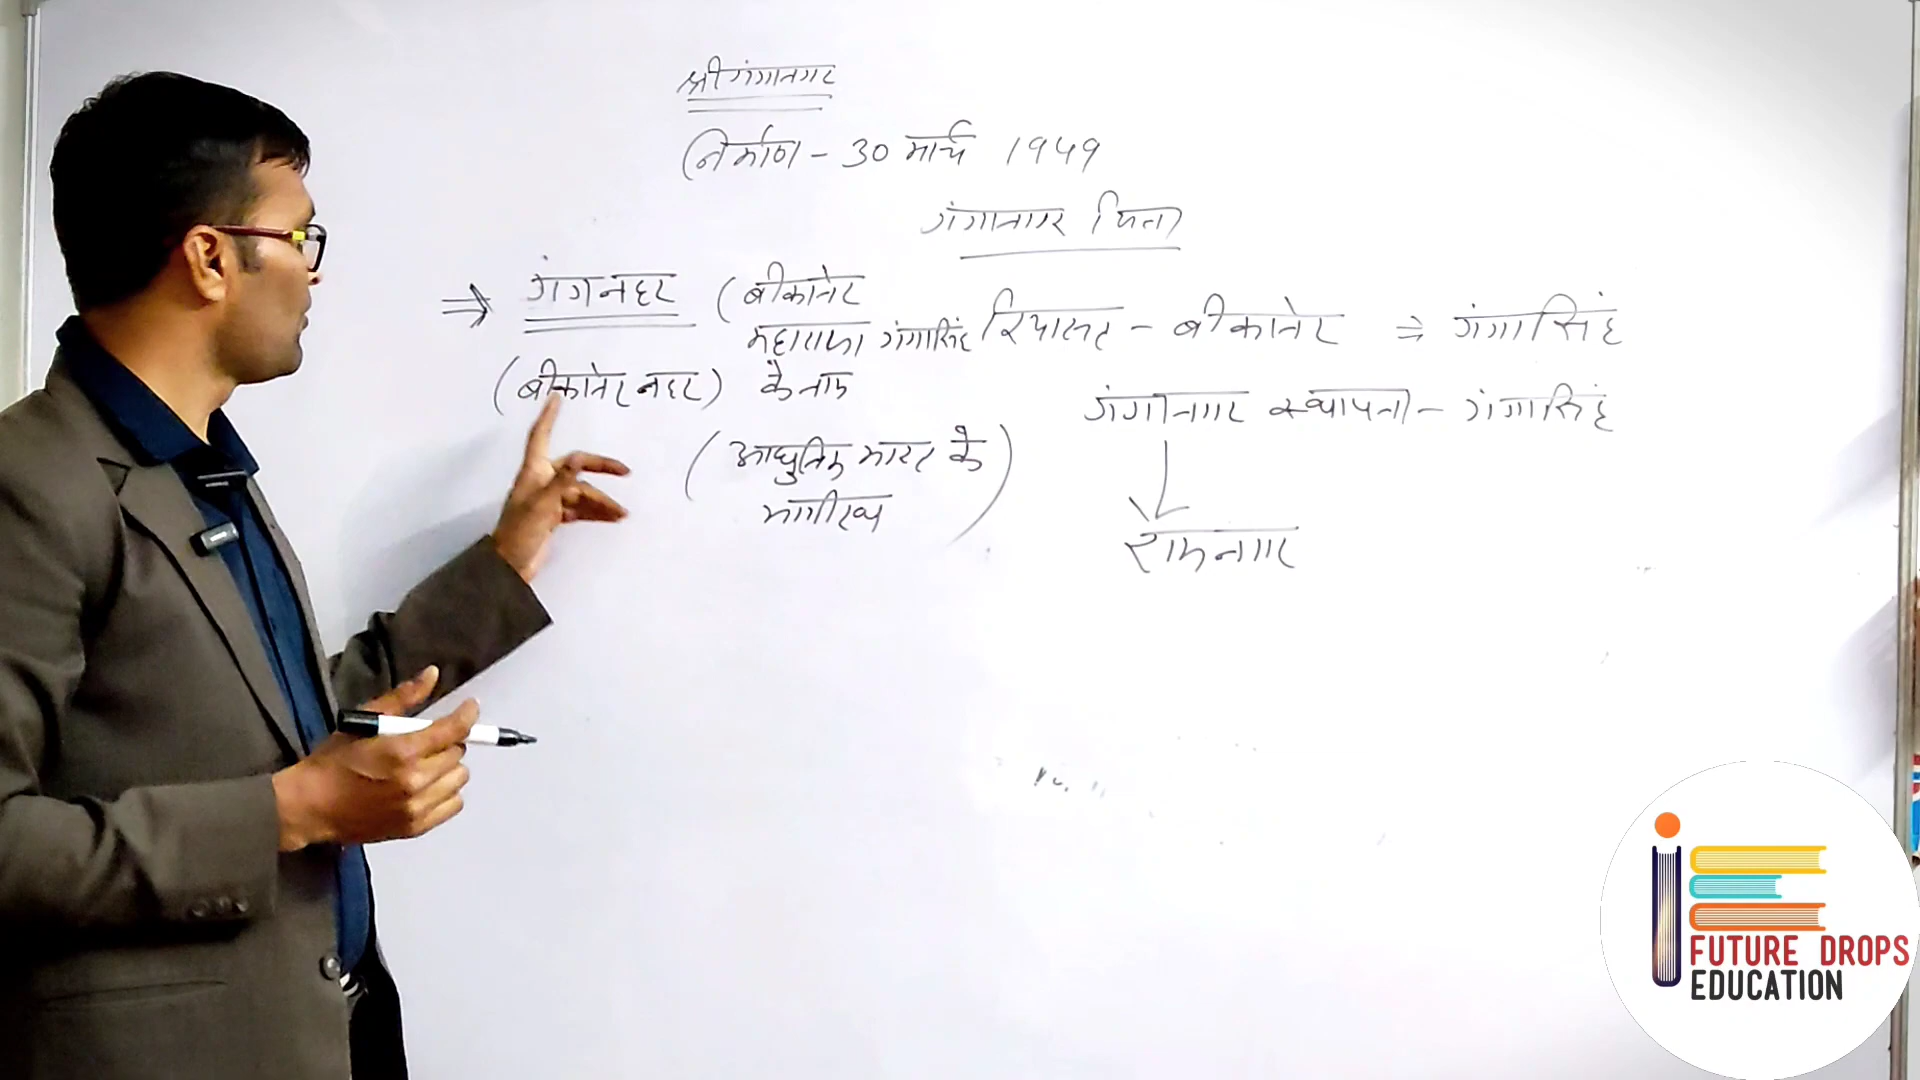 श्री गंगानगर
निर्माण - 30 मार्च 1949
गंगानगर जिला
⇒ गंगनहर (बीकानेर
महाराजा गंगासिंह
(बीकानेर नहर) के नाम
(आधुनिक भारत के
भागीरथ)
रियासत - बीकानेर ⇒ गंगासिंह
गंगानगर स्थापना - गंगासिंह
रामनगर
FUTURE DROPS
EDUCATION